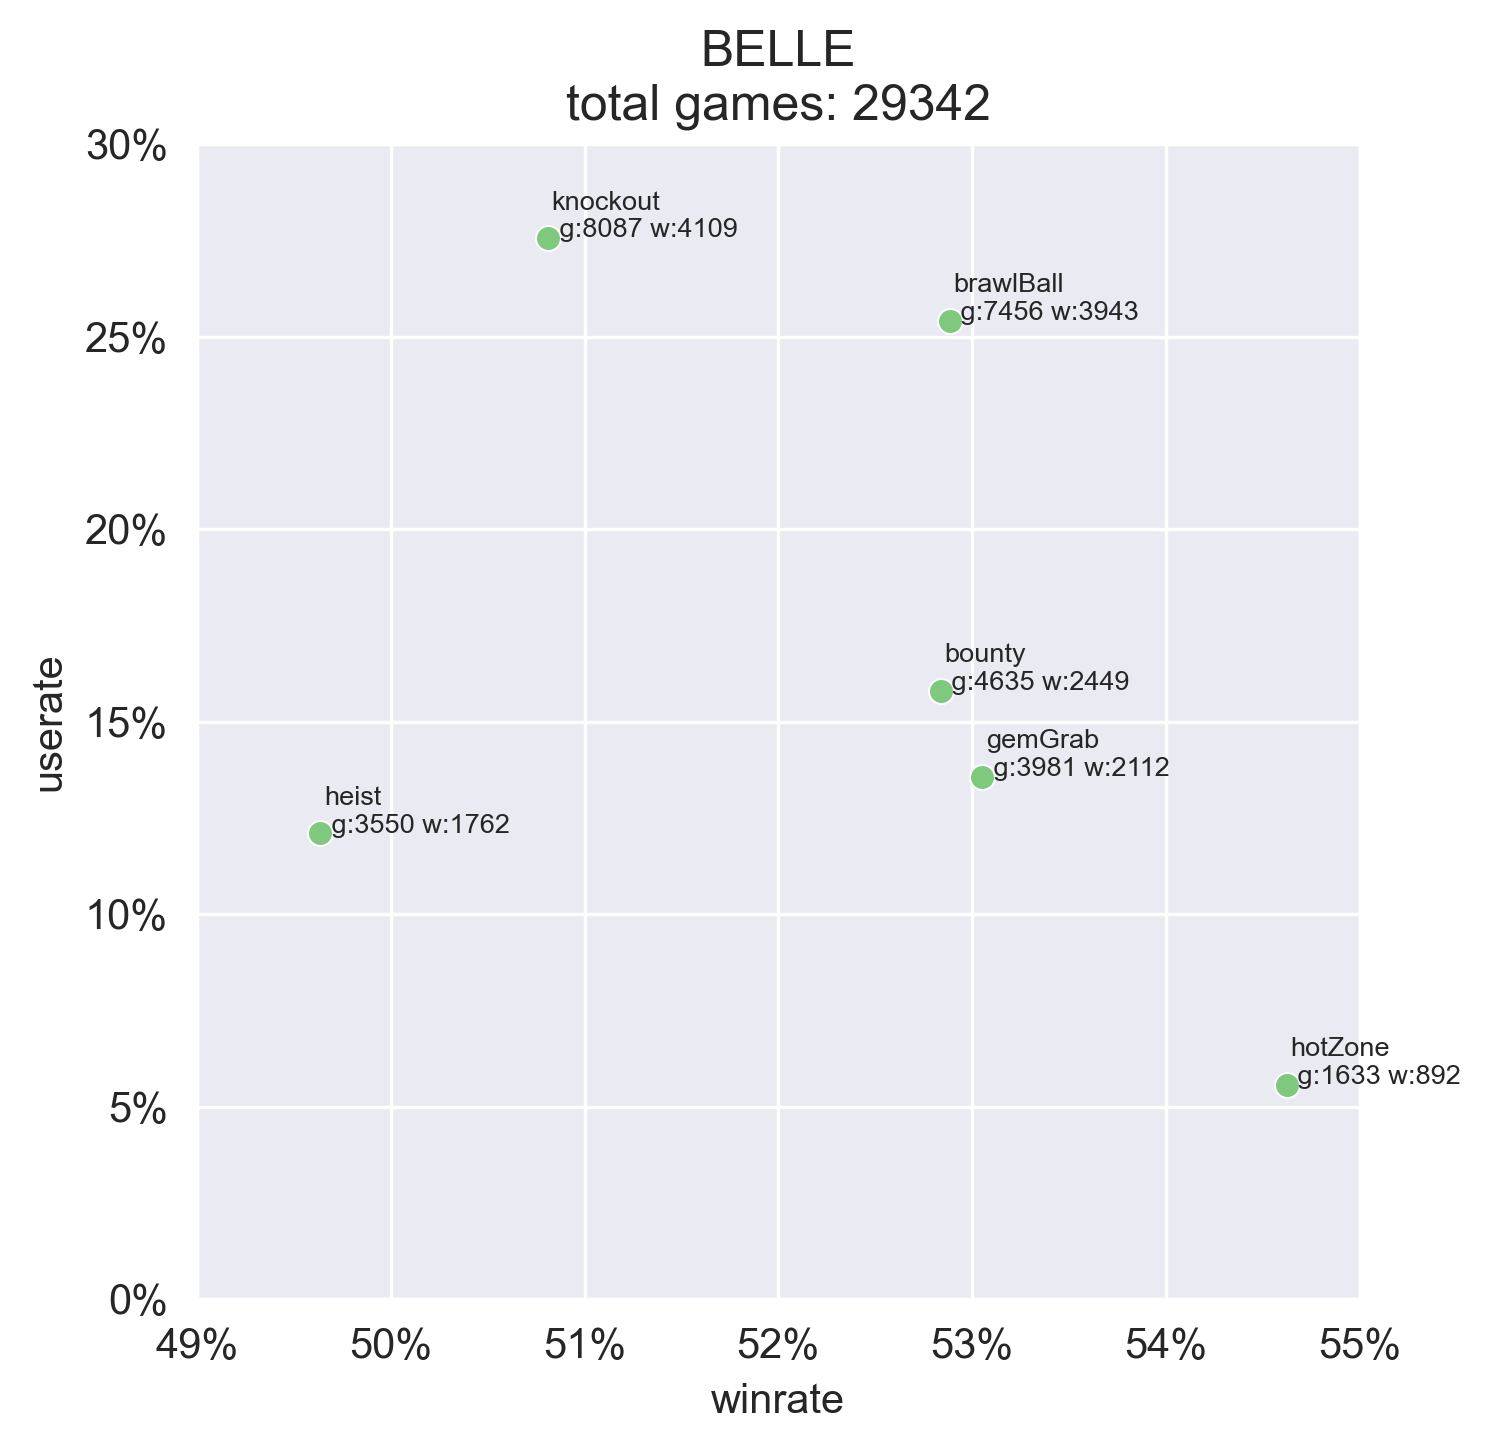 BELLE
total games: 29342
30%
knockout
g:8087 w:4109
brawlBall
g:7456 w:3943
25%
20%
bounty
g:4635 w:2449
15%
gemGrab
g:3981 w:2112
heist
g:3550 w:1762
10%
hotZone
g:1633 w:892
5%
0%
userate
49% 50% 51% 52% 53% 54% 55%
winrate